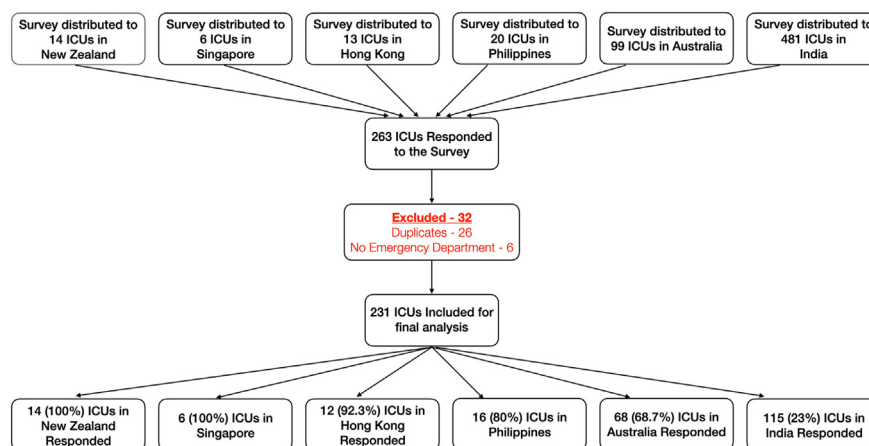 Survey distributed to
14 ICUs in
New Zealand
Survey distributed to
6 ICUs in
Singapore
Survey distributed to
13 ICUs in
Hong Kong
Survey distributed to
20 ICUs in
Philippines
Survey distributed to
99 ICUs in Australia
Survey distributed to
481 ICUs in
India
263 ICUs Responded
to the Survey
Excluded - 32
Duplicates - 26
No Emergency Department - 6
231 ICUs Included for
final analysis
14 (100%) ICUs in
New Zealand
Responded
6 (100%) ICUs in
Singapore
12 (92.3%) ICUs in
Hong Kong
Responded
16 (80%) ICUs in
Philippines
68 (68.7%) ICUs in
Australia Responded
115 (23%) ICUs in
India Responded